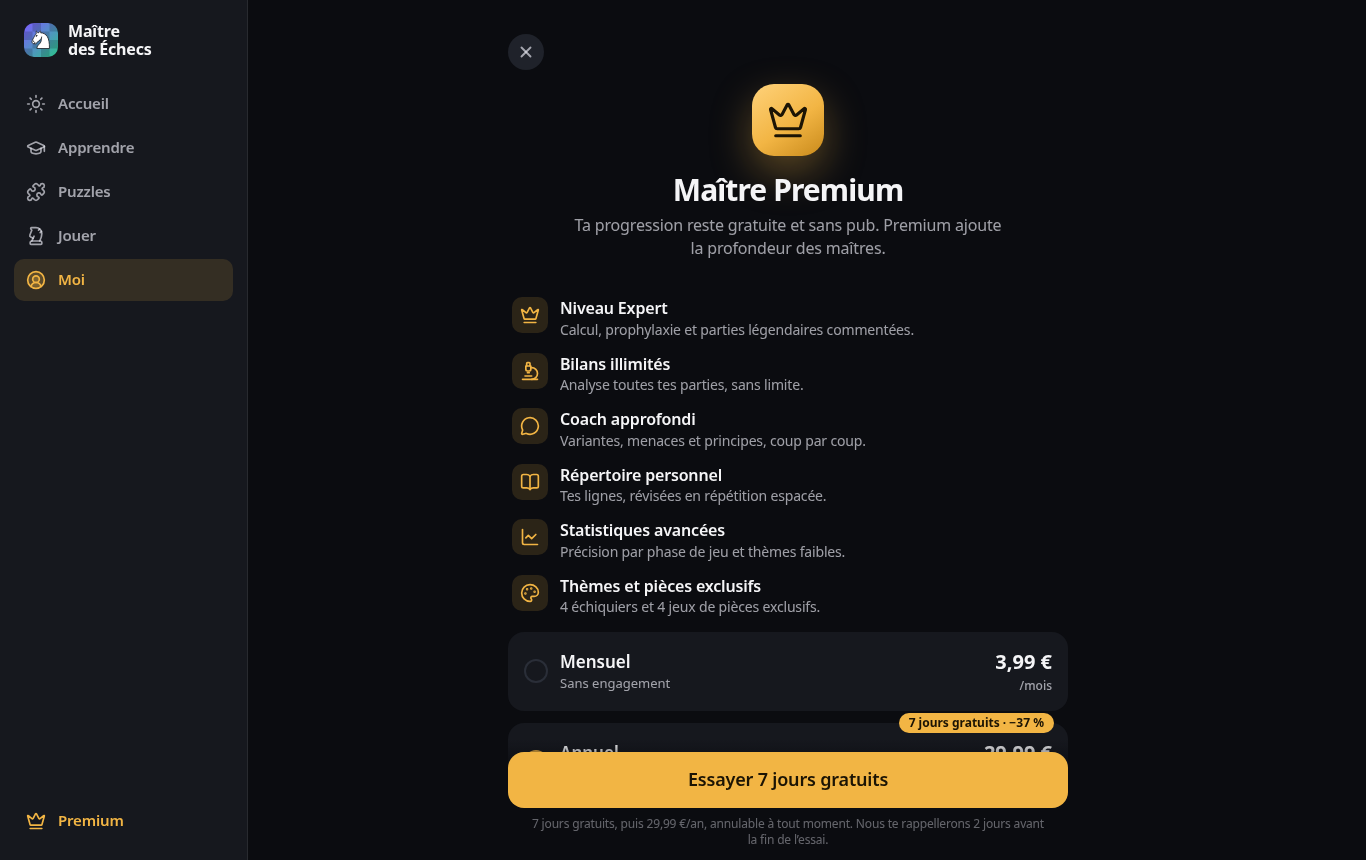 Maître
des Échecs
Accueil
Apprendre
Puzzles
Jouer
Moi
Premium
Maître Premium
Ta progression reste gratuite et sans pub. Premium ajoute
la profondeur des maîtres.
Niveau Expert
Calcul, prophylaxie et parties légendaires commentées.
Bilans illimités
Analyse toutes tes parties, sans limite.
Coach approfondi
Variantes, menaces et principes, coup par coup.
Répertoire personnel
Tes lignes, révisées en répétition espacée.
Statistiques avancées
Précision par phase de jeu et thèmes faibles.
Thèmes et pièces exclusifs
4 échiquiers et 4 jeux de pièces exclusifs.
Mensuel
3,99 €
Sans engagement
/mois
7 jours gratuits · −37 %
Annuel
29,99 €
Essayer 7 jours gratuits
7 jours gratuits, puis 29,99 €/an, annulable à tout moment. Nous te rappellerons 2 jours avant
la fin de l’essai.